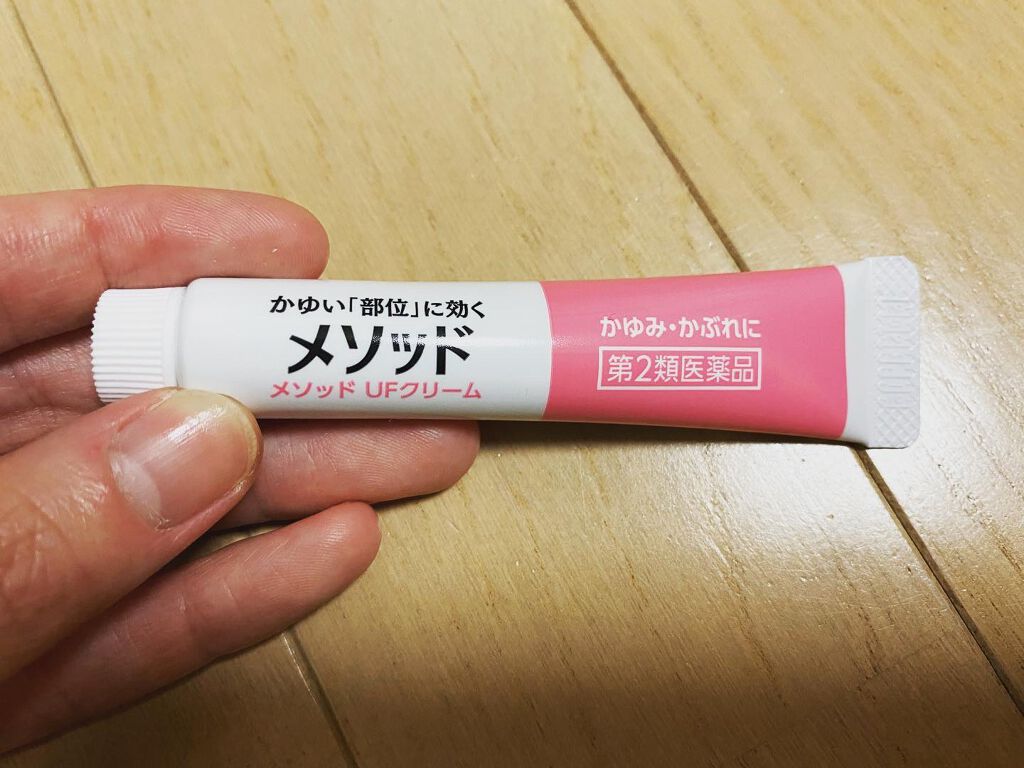 かゆい「部位」に効く
メソッド
メソッド UFクリーム
かゆみ・かぶれに
第2類医薬品